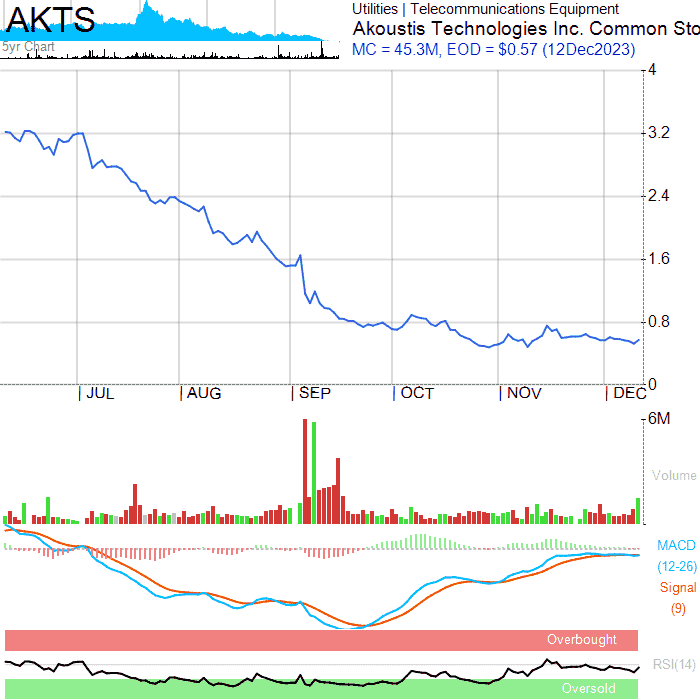 AKTS
5yr Chart
Utilities | Telecommunications Equipment
Akoustis Technologies Inc. Common Sto
MC = 45.3M, EOD = $0.57 (12Dec2023)
4
3.2
2.4
1.6
0.8
0
| JUL | AUG | SEP | OCT | NOV | DEC
6M
Volume
MACD
(12-26)
Signal
(9)
Overbought
RSI(14)
Oversold